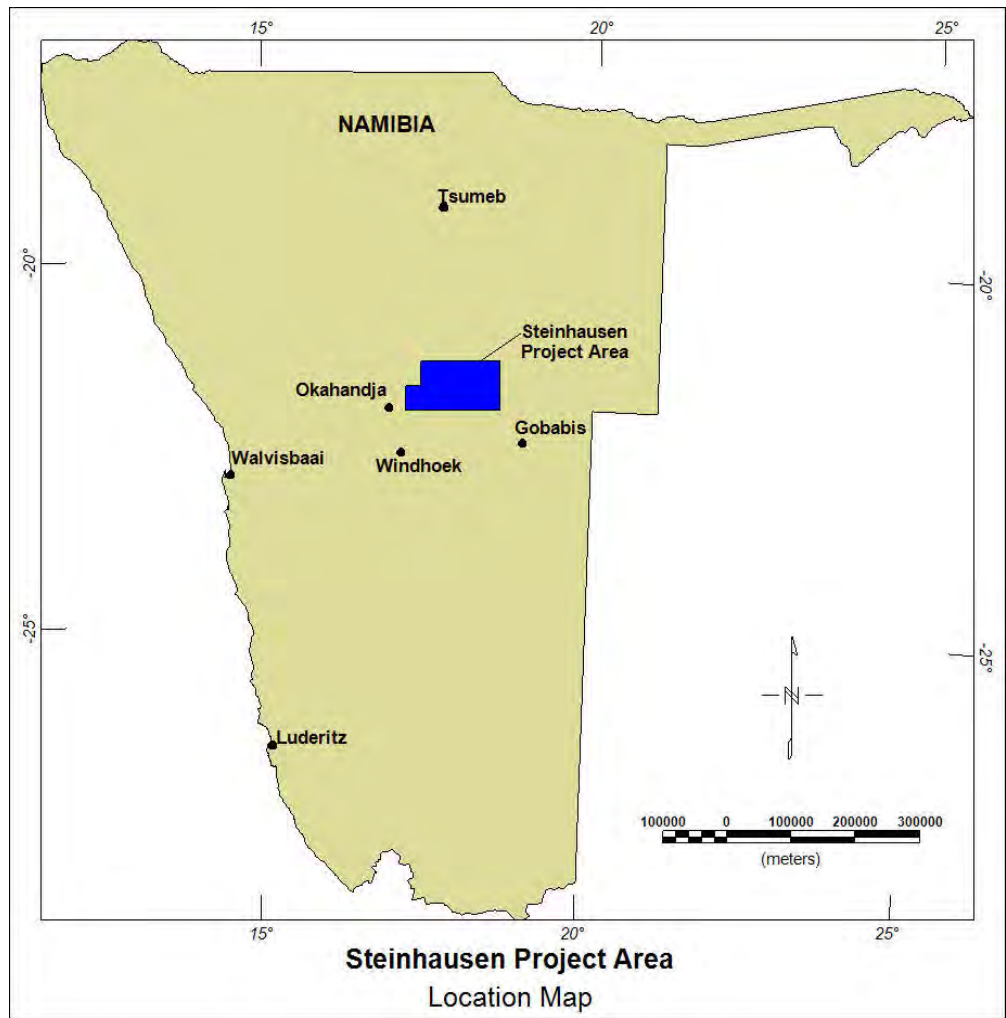 15°
20°
25°
NAMIBIA
Tsumeb
-20°
-20°
Steinhausen
Project Area
Okahandja
Gobabis
Walvisbaai
Windhoek
-25°
-25°
N
Luderitz
100000 0 100000 200000 300000
(meters)
15°
20°
25°
Steinhausen Project Area
Location Map